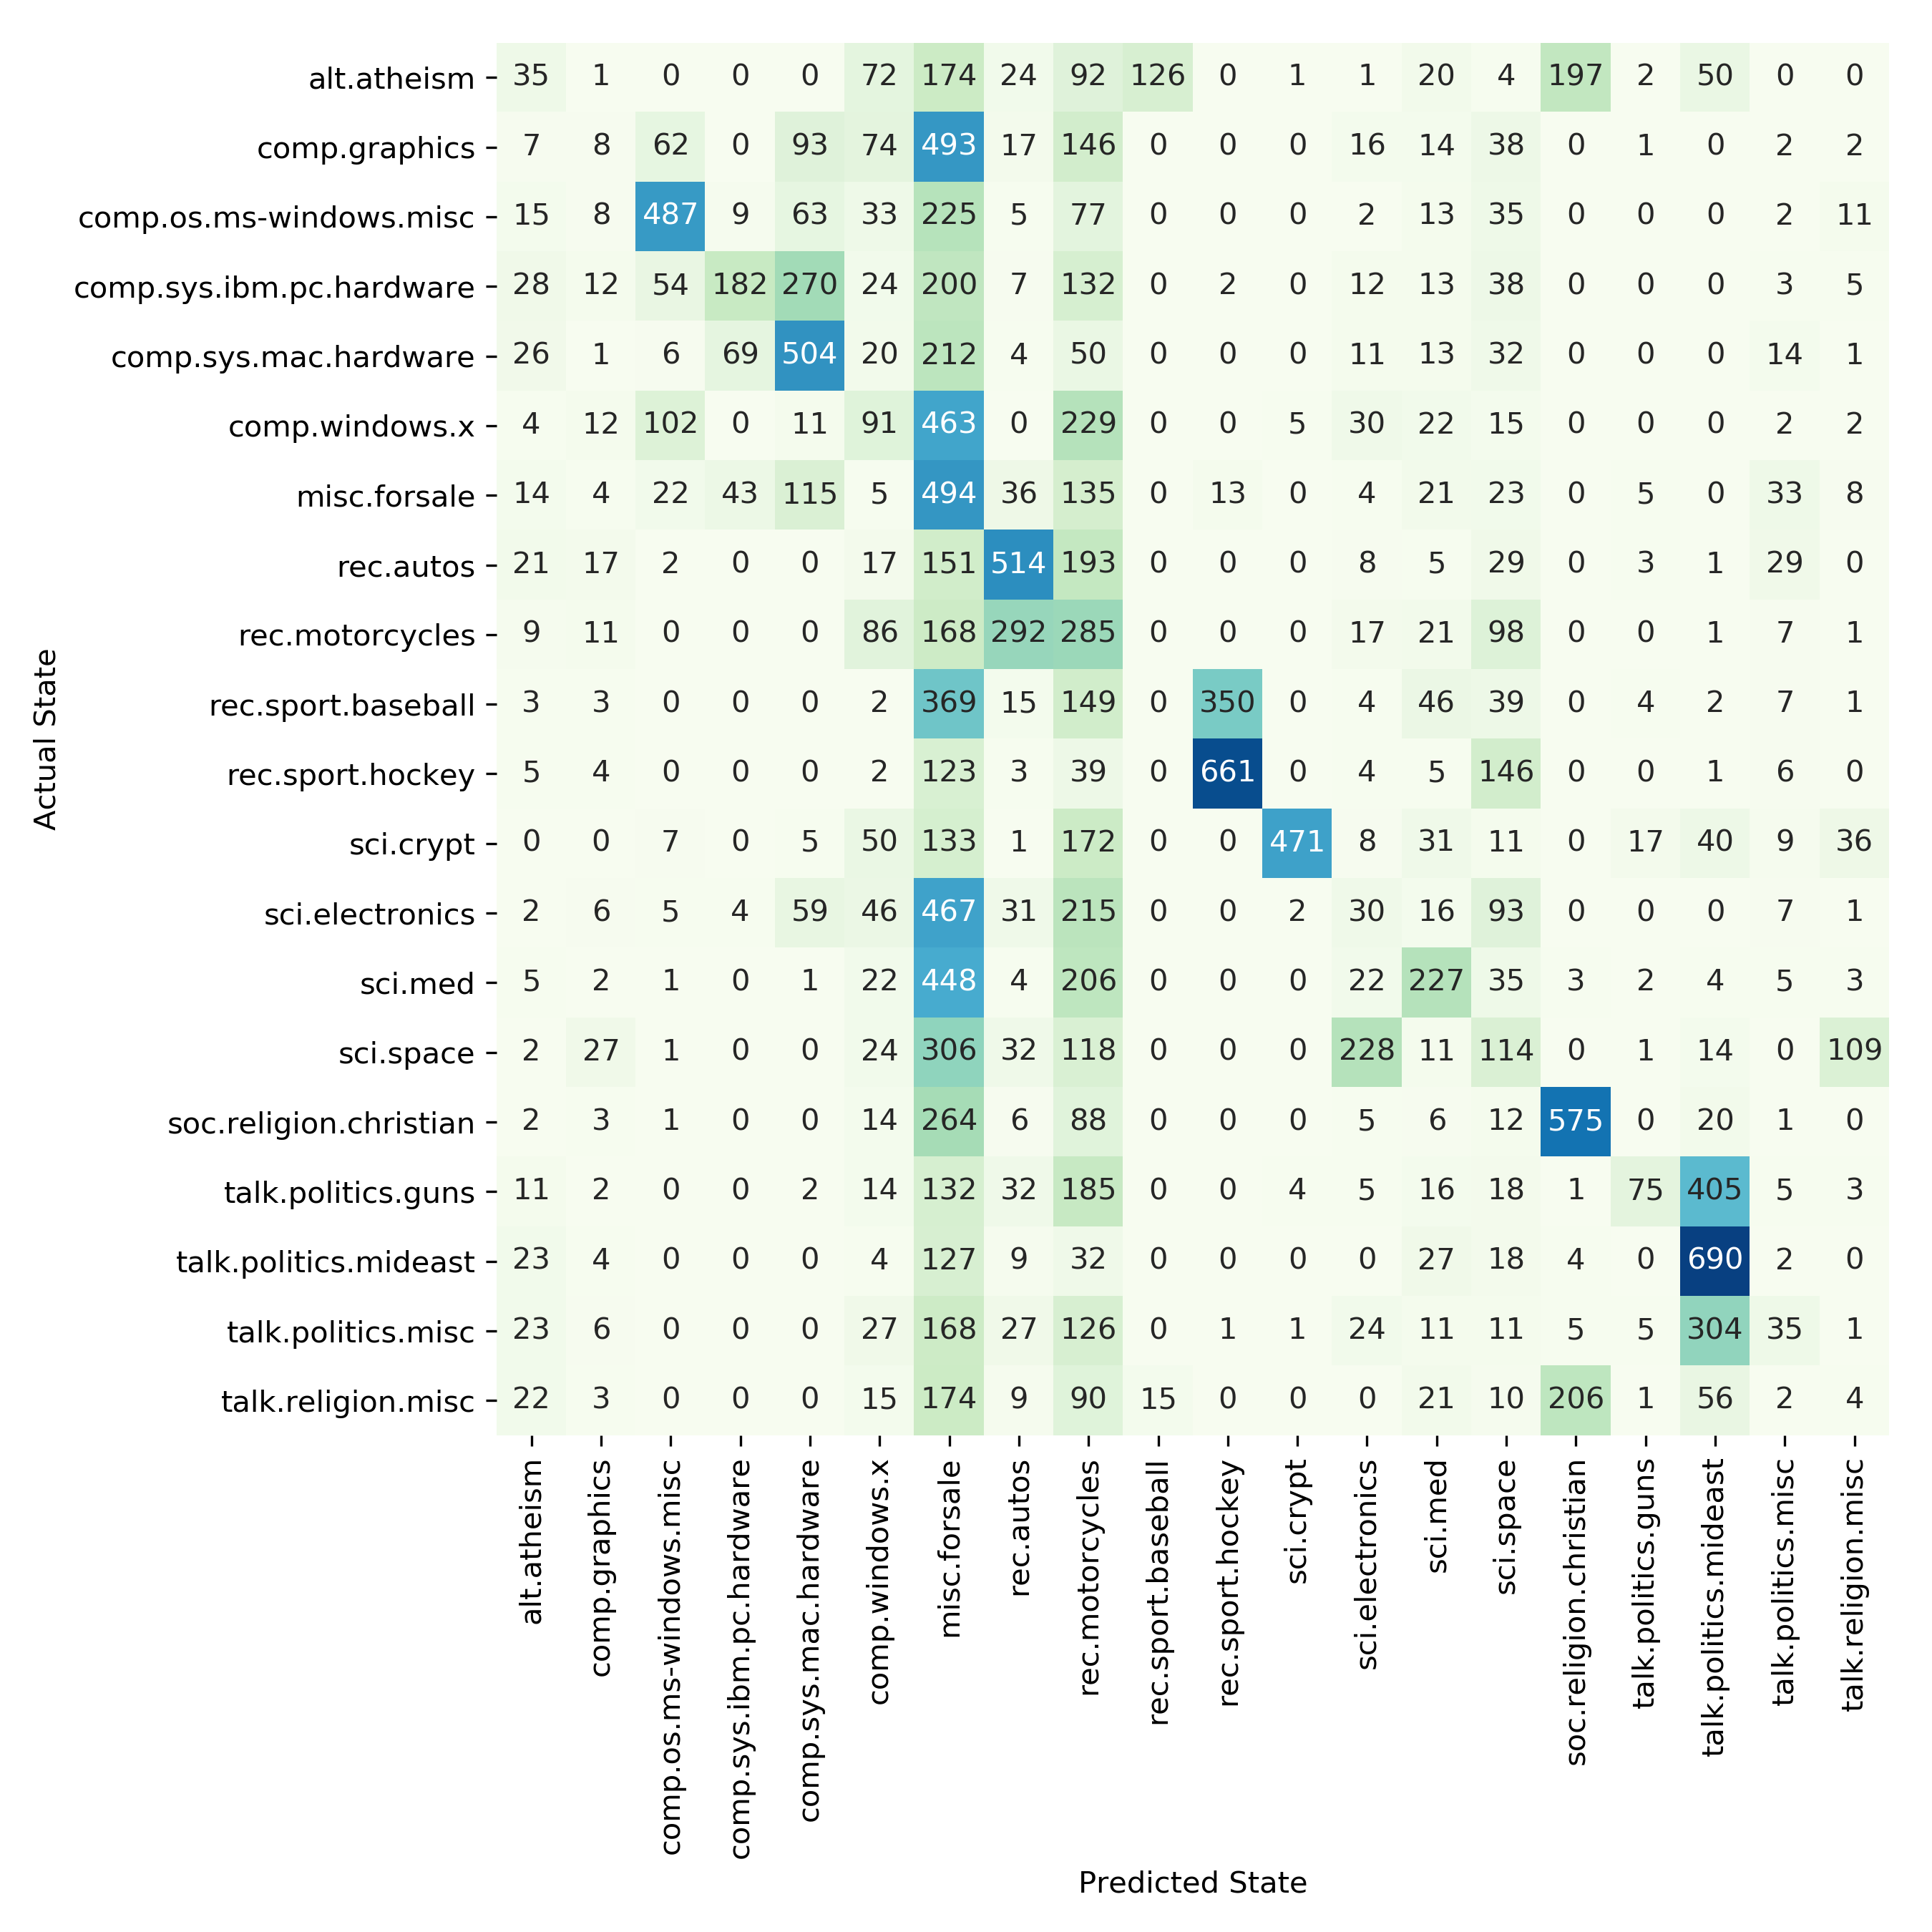 alt.atheism 35 1 0 0 0 72 174 24 92 126 0 1 1 20 4 197 2 50 0 0
comp.graphics 7 8 62 0 93 74 493 17 146 0 0 0 16 14 38 0 1 0 2 2
comp.os.ms-windows.misc 15 8 487 9 63 33 225 5 77 0 0 0 2 13 35 0 0 0 2 11
comp.sys.ibm.pc.hardware 28 12 54 182 270 24 200 7 132 0 2 0 12 13 38 0 0 0 3 5
comp.sys.mac.hardware 26 1 6 69 504 20 212 4 50 0 0 0 11 13 32 0 0 0 14 1
comp.windows.x 4 12 102 0 11 91 463 0 229 0 0 5 30 22 15 0 0 0 2 2
misc.forsale 14 4 22 43 115 5 494 36 135 0 13 0 4 21 23 0 5 0 33 8
rec.autos 21 17 2 0 0 17 151 514 193 0 0 0 8 5 29 0 3 1 29 0
rec.motorcycles 9 11 0 0 0 86 168 292 285 0 0 0 17 21 98 0 0 1 7 1
rec.sport.baseball 3 3 0 0 0 2 369 15 149 0 350 0 4 46 39 0 4 2 7 1
rec.sport.hockey 5 4 0 0 0 2 123 3 39 0 661 0 4 5 146 0 0 1 6 0
sci.crypt 0 0 7 0 5 50 133 1 172 0 0 471 8 31 11 0 17 40 9 36
sci.electronics 2 6 5 4 59 46 467 31 215 0 0 2 30 16 93 0 0 0 7 1
sci.med 5 2 1 0 1 22 448 4 206 0 0 0 22 227 35 3 2 4 5 3
sci.space 2 27 1 0 0 24 306 32 118 0 0 0 228 11 114 0 1 14 0 109
soc.religion.christian 2 3 1 0 0 14 264 6 88 0 0 0 5 6 12 575 0 20 1 0
talk.politics.guns 11 2 0 0 2 14 132 32 185 0 0 4 5 16 18 1 75 405 5 3
talk.politics.mideast 23 4 0 0 0 4 127 9 32 0 0 0 0 27 18 4 0 690 2 0
talk.politics.misc 23 6 0 0 0 27 168 27 126 0 1 1 24 11 11 5 5 304 35 1
talk.religion.misc 22 3 0 0 0 15 174 9 90 15 0 0 0 21 10 206 1 56 2 4
Actual State
alt.atheism
comp.graphics
comp.os.ms-windows.misc
comp.sys.ibm.pc.hardware
comp.sys.mac.hardware
comp.windows.x
misc.forsale
rec.autos
rec.motorcycles
rec.sport.baseball
rec.sport.hockey
sci.crypt
sci.electronics
sci.med
sci.space
soc.religion.christian
talk.politics.guns
talk.politics.mideast
talk.politics.misc
talk.religion.misc
Predicted State